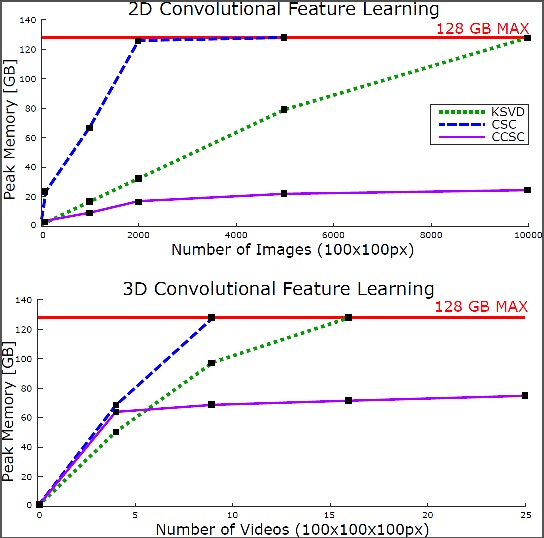 2D Convolutional Feature Learning
128 GB MAX
Peak Memory [GB]
140
120
100
80
60
40
20
0
KSVD
CSC
CCSC
0 2000 4000 6000 8000 10000
Number of Images (100x100px)
3D Convolutional Feature Learning
128 GB MAX
Peak Memory [GB]
140
120
100
80
60
40
20
0
0 5 10 15 20 25
Number of Videos (100x100x100px)